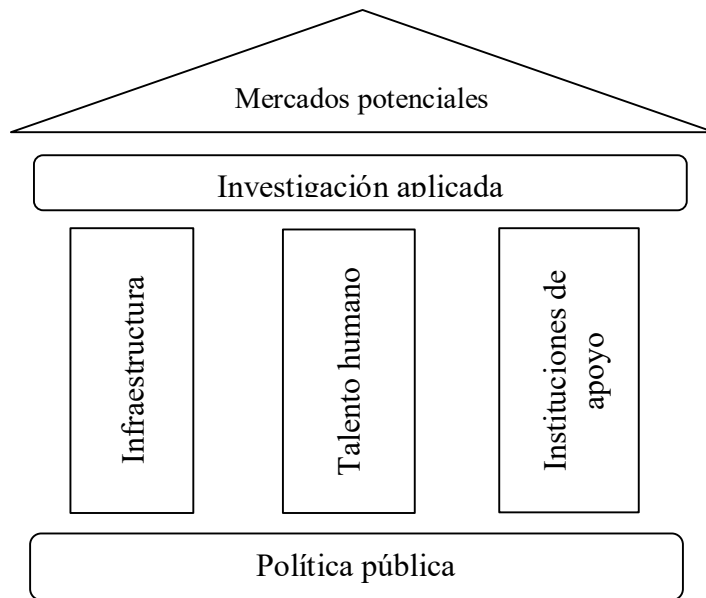 Mercados potenciales
Investigación aplicada
Infraestructura
Talento humano
Instituciones de
apoyo
Política pública